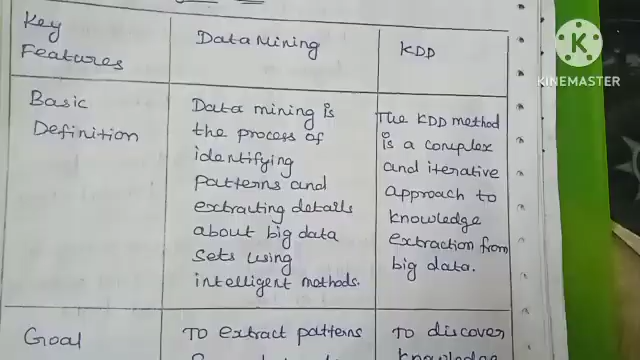 Key Features
Data Mining
KDD
Basic Definition
Data mining is
the process of
identifying
patterns and
extracting details
about big data
sets using
intelligent methods.
The KDD method
is a complex
and iterative
approach to
knowledge
extraction from
big data.
Goal
To extract patterns
To discover
knowledge
K
KINEMASTER